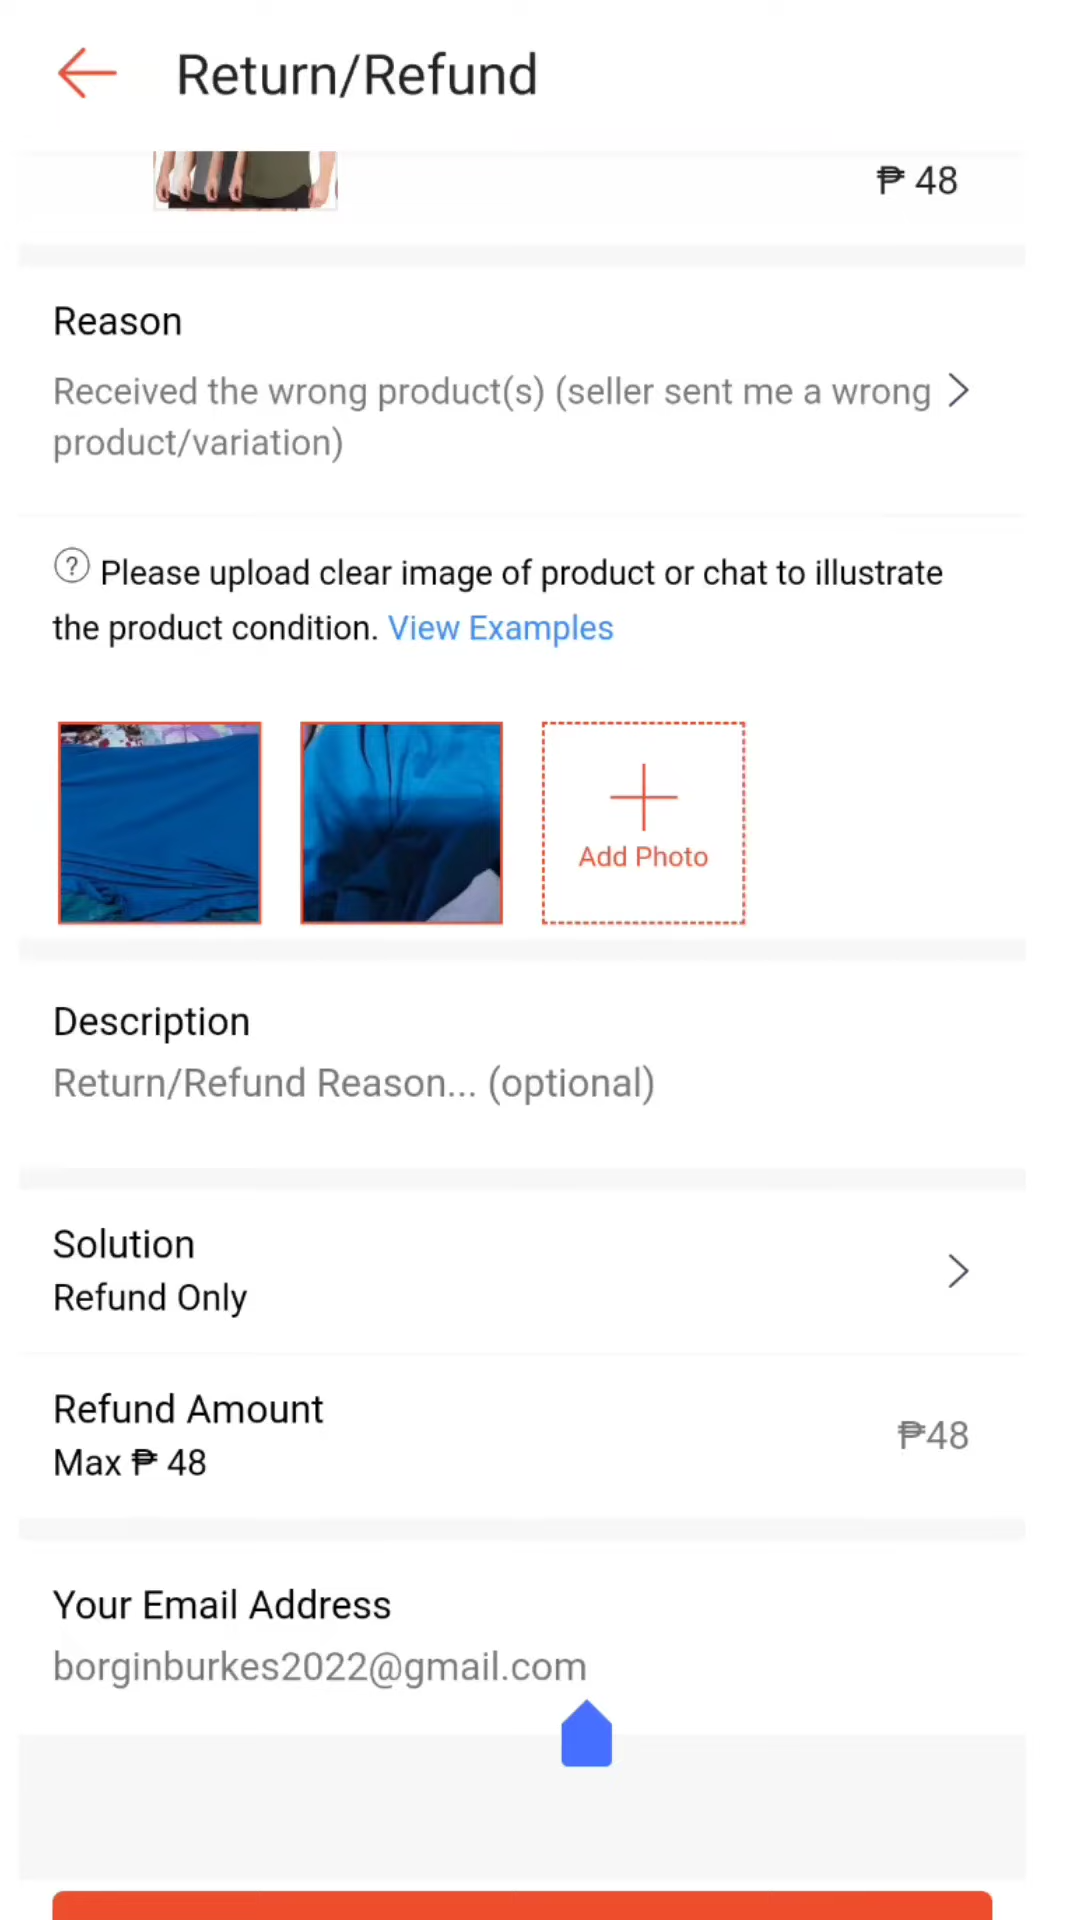 Return/Refund
₱ 48
Reason
Received the wrong product(s) (seller sent me a wrong
product/variation)
? Please upload clear image of product or chat to illustrate
the product condition. View Examples
Add Photo
Description
Return/Refund Reason... (optional)
Solution
Refund Only
Refund Amount
Max ₱ 48
₱48
Your Email Address
borginburkes2022@gmail.com